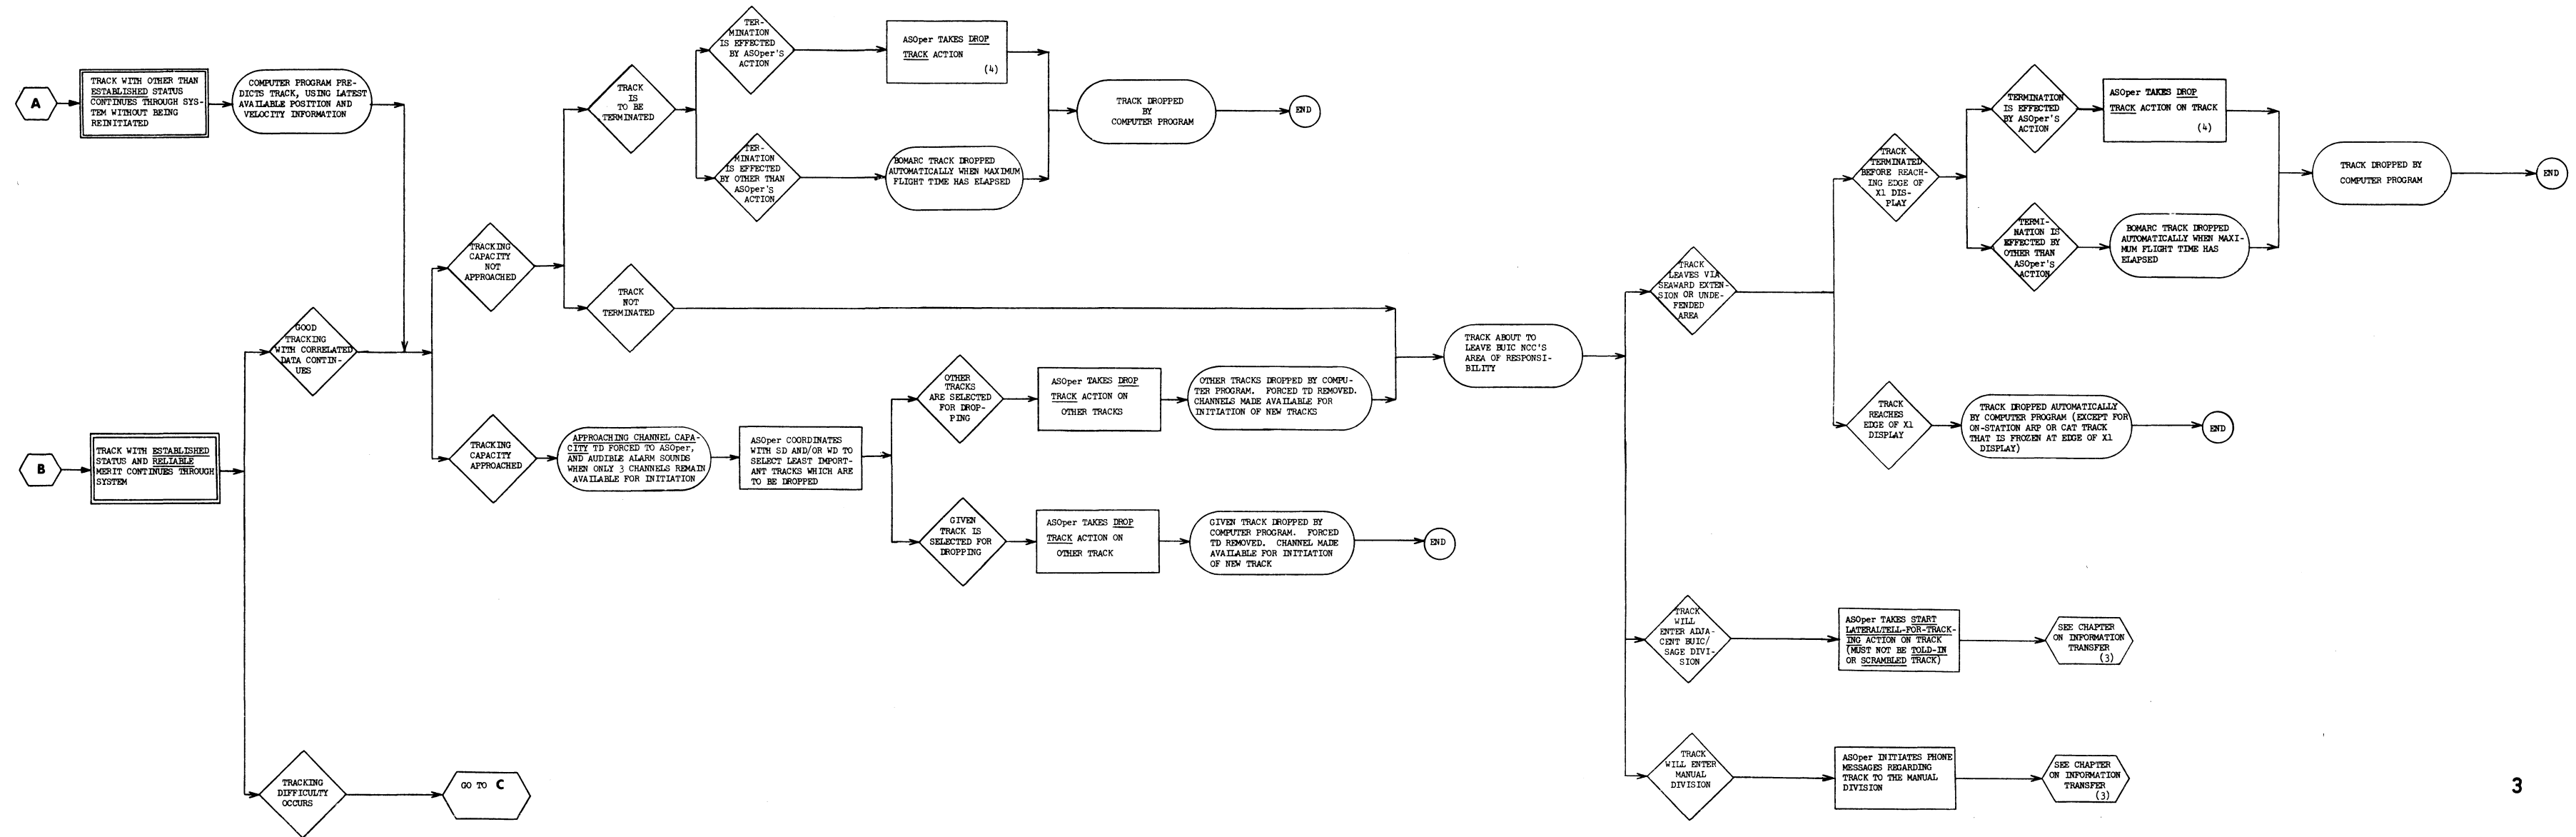 A
TRACK WITH OTHER THAN
ESTABLISHED STATUS
CONTINUES THROUGH SYS-
TEM WITHOUT BEING
REINITIATED
COMPUTER PROGRAM PRE-
DICTS TRACK, USING LATEST
AVAILABLE POSITION AND
VELOCITY INFORMATION
B
TRACK WITH ESTABLISHED
STATUS AND RELIABLE
MERIT CONTINUES THROUGH
SYSTEM
GOOD
TRACKING
WITH CORRELATED
DATA CONTIN-
UES
TRACKING
DIFFICULTY
OCCURS
GO TO C
TRACKING
CAPACITY
NOT
APPROACHED
TRACK
IS
TO BE
TERMINATED
TER-
MINATION
IS EFFECTED
BY ASOper'S
ACTION
ASOper TAKES DROP
TRACK ACTION
(4)
TER-
MINATION
IS EFFECTED
BY OTHER THAN
ASOper'S
ACTION
BOMARC TRACK DROPPED
AUTOMATICALLY WHEN MAXIMUM
FLIGHT TIME HAS ELAPSED
TRACK DROPPED
BY
COMPUTER PROGRAM
END
TRACK
NOT
TERMINATED
TRACKING
CAPACITY
APPROACHED
APPROACHING CHANNEL CAPA-
CITY TD FORCED TO ASOper,
AND AUDIBLE ALARM SOUNDS
WHEN ONLY 3 CHANNELS REMAIN
AVAILABLE FOR INITIATION
ASOper COORDINATES
WITH SD AND/OR WD TO
SELECT LEAST IMPORT-
ANT TRACKS WHICH ARE
TO BE DROPPED
OTHER
TRACKS
ARE SELECTED
FOR DROP-
PING
ASOper TAKES DROP
TRACK ACTION ON
OTHER TRACKS
OTHER TRACKS DROPPED BY COMPU-
TER PROGRAM. FORCED TD REMOVED.
CHANNELS MADE AVAILABLE FOR
INITIATION OF NEW TRACKS
GIVEN
TRACK IS
SELECTED FOR
DROPPING
ASOper TAKES DROP
TRACK ACTION ON
OTHER TRACK
GIVEN TRACK DROPPED BY
COMPUTER PROGRAM. FORCED
TD REMOVED. CHANNEL MADE
AVAILABLE FOR INITIATION
OF NEW TRACK
END
TRACK ABOUT TO
LEAVE BUIC NCC'S
AREA OF RESPONSI-
BILITY
TRACK
LEAVES VIA
SEAWARD EXTEN-
SION OR UNDE-
FENDED
AREA
TRACK
TERMINATED
BEFORE REACH-
ING EDGE OF
X1 DIS-
PLAY
TERMINATION
IS EFFECTED
BY ASOper'S
ACTION
ASOper TAKES DROP
TRACK ACTION ON TRACK
(4)
TERMI-
NATION IS
EFFECTED BY
OTHER THAN
ASOper'S
ACTION
BOMARC TRACK DROPPED
AUTOMATICALLY WHEN MAXI-
MUM FLIGHT TIME HAS
ELAPSED
TRACK DROPPED BY
COMPUTER PROGRAM
END
TRACK
REACHES
EDGE OF X1
DISPLAY
TRACK DROPPED AUTOMATICALLY
BY COMPUTER PROGRAM (EXCEPT FOR
ON-STATION ARP OR CAT TRACK
THAT IS FROZEN AT EDGE OF X1
DISPLAY)
END
TRACK
WILL
ENTER ADJA-
CENT BUIC/
SAGE DIVI-
SION
ASOper TAKES START
LATERALTELL-FOR-TRACK-
ING ACTION ON TRACK
(MUST NOT BE TOLD-IN
OR SCRAMBLED TRACK)
SEE CHAPTER
ON INFORMATION
TRANSFER
(3)
TRACK
WILL ENTER
MANUAL
DIVISION
ASOper INITIATES PHONE
MESSAGES REGARDING
TRACK TO THE MANUAL
DIVISION
SEE CHAPTER
ON INFORMATION
TRANSFER
(3)
3